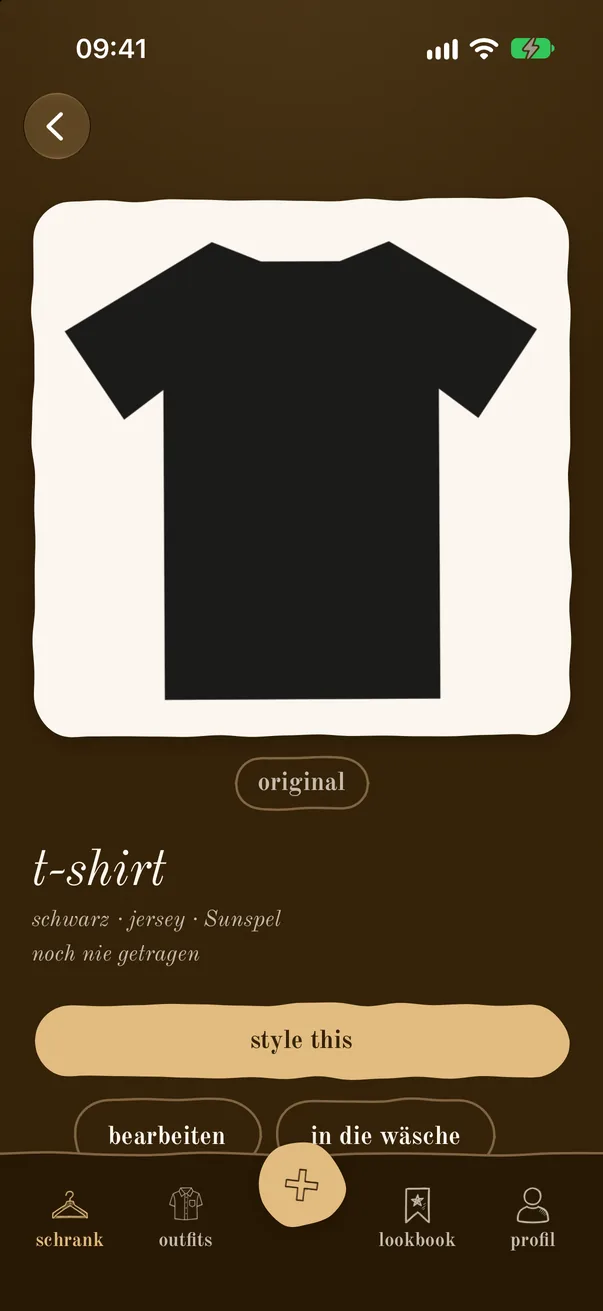 09:41
original
t-shirt
schwarz · jersey · Sunspel
noch nie getragen
style this
bearbeiten
in die wäsche
schrank
outfits
lookbook
profil